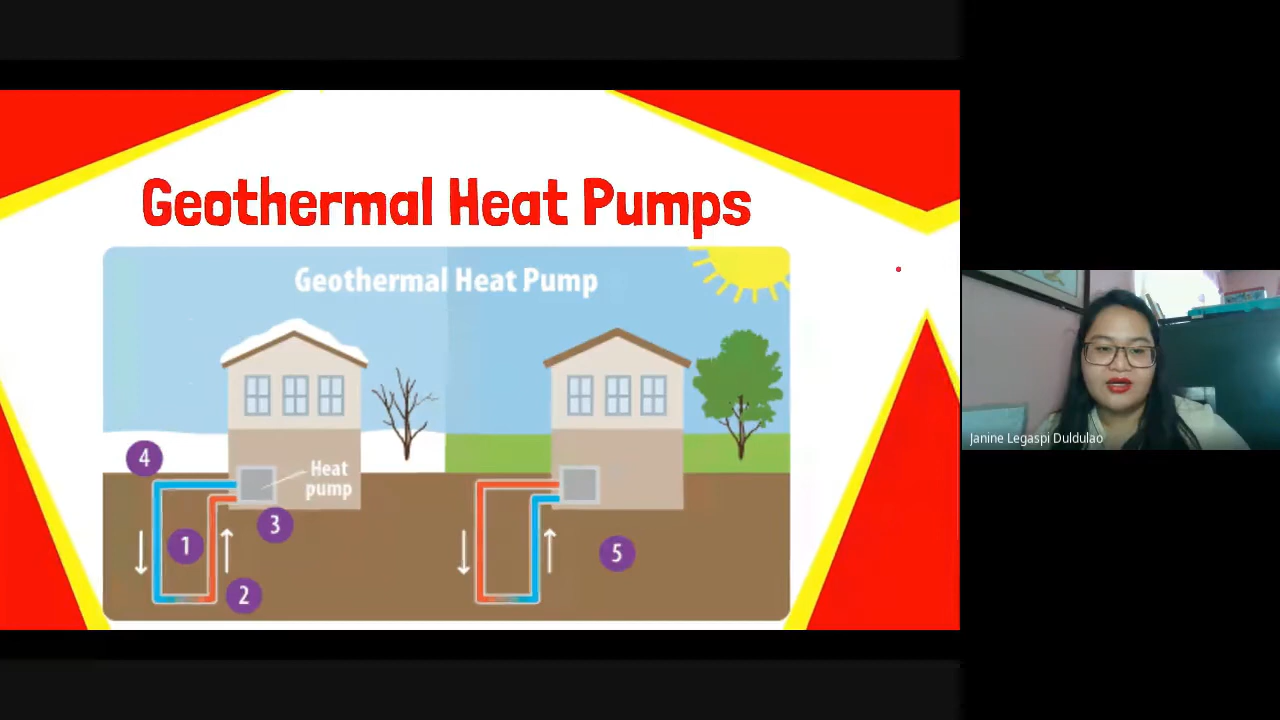 Geothermal Heat Pumps
Geothermal Heat Pump
4
Heat
pump
3
1
5
2
Janine Legaspi Duldulao